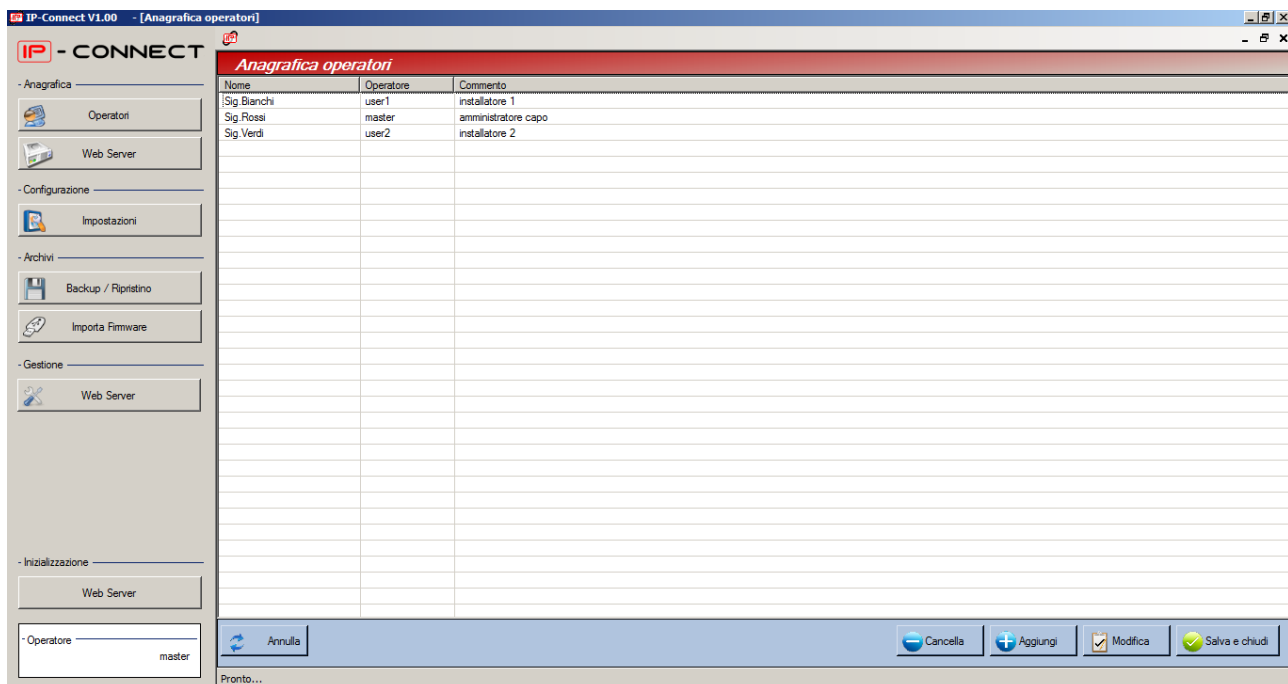 IP-Connect V1.00 - [Anagrafica operatori]
IP - CONNECT
- Anagrafica
Operatori
Web Server
- Configurazione
Impostazioni
- Archivi
Backup / Ripristino
Importa Firmware
- Gestione
Web Server
- Inizializzazione
Web Server
- Operatore
master
Anagrafica operatori
Nome Operatore Commento
Sig.Bianchi user1 installatore 1
Sig.Rossi master amministratore capo
Sig.Verdi user2 installatore 2
Annulla Cancella Aggiungi Modifica Salva e chiudi
Pronto...